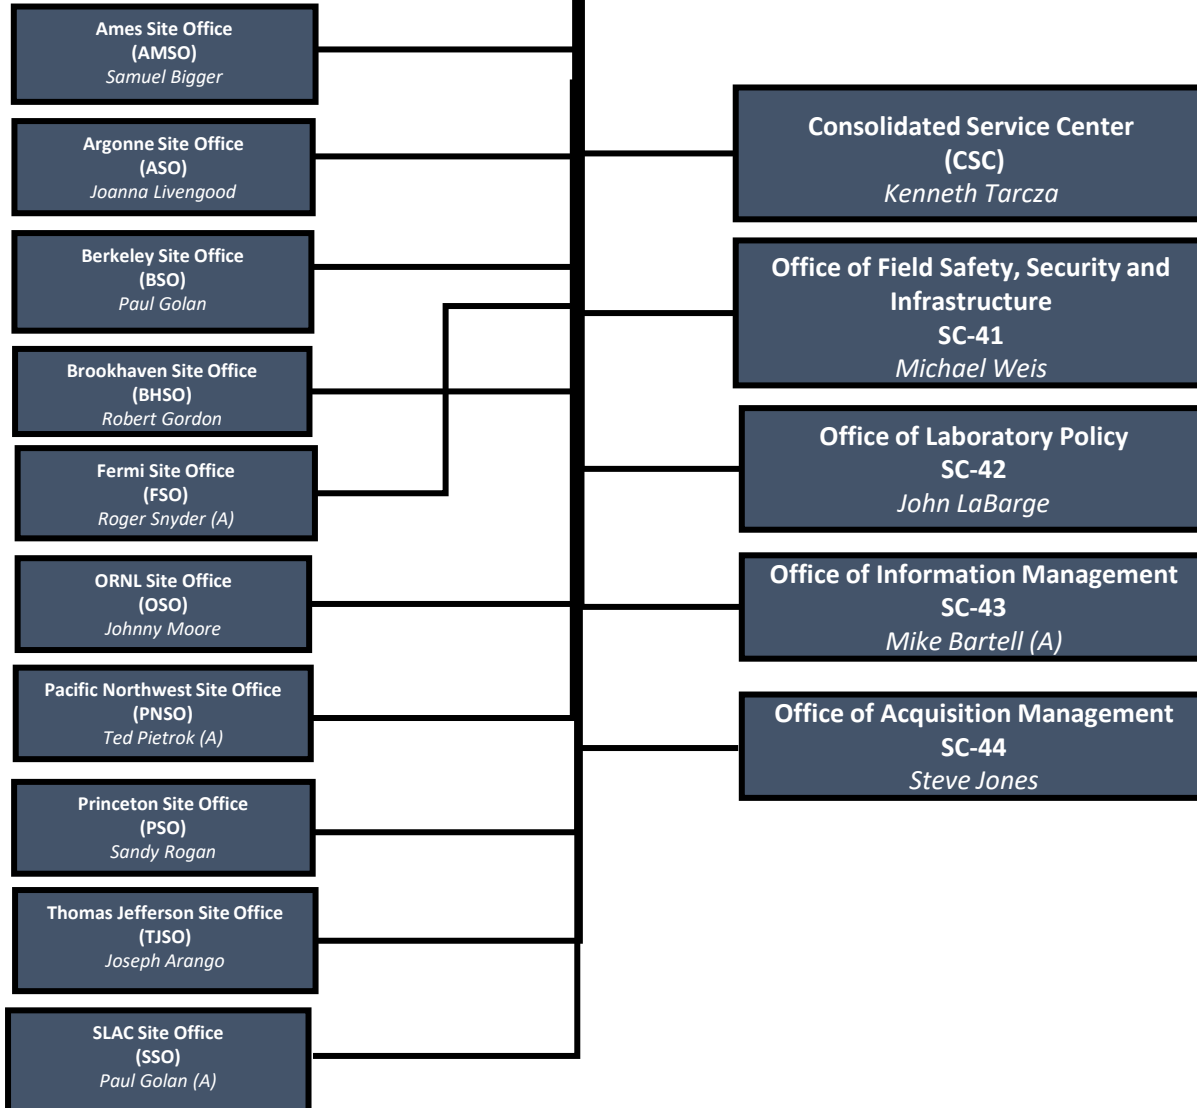 Ames Site Office
(AMSO)
Samuel Bigger
Argonne Site Office
(ASO)
Joanna Livengood
Berkeley Site Office
(BSO)
Paul Golan
Brookhaven Site Office
(BHSO)
Robert Gordon
Fermi Site Office
(FSO)
Roger Snyder (A)
ORNL Site Office
(OSO)
Johnny Moore
Pacific Northwest Site Office
(PNSO)
Ted Pietrok (A)
Princeton Site Office
(PSO)
Sandy Rogan
Thomas Jefferson Site Office
(TJSO)
Joseph Arango
SLAC Site Office
(SSO)
Paul Golan (A)
Consolidated Service Center
(CSC)
Kenneth Tarcza
Office of Field Safety, Security and
Infrastructure
SC-41
Michael Weis
Office of Laboratory Policy
SC-42
John LaBarge
Office of Information Management
SC-43
Mike Bartell (A)
Office of Acquisition Management
SC-44
Steve Jones